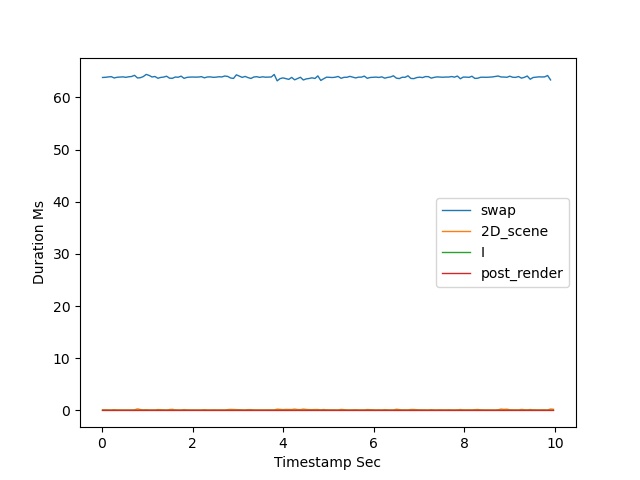 60
50
40
30
20
10
0
Duration Ms
swap
2D_scene
I
post_render
0 2 4 6 8 10
Timestamp Sec